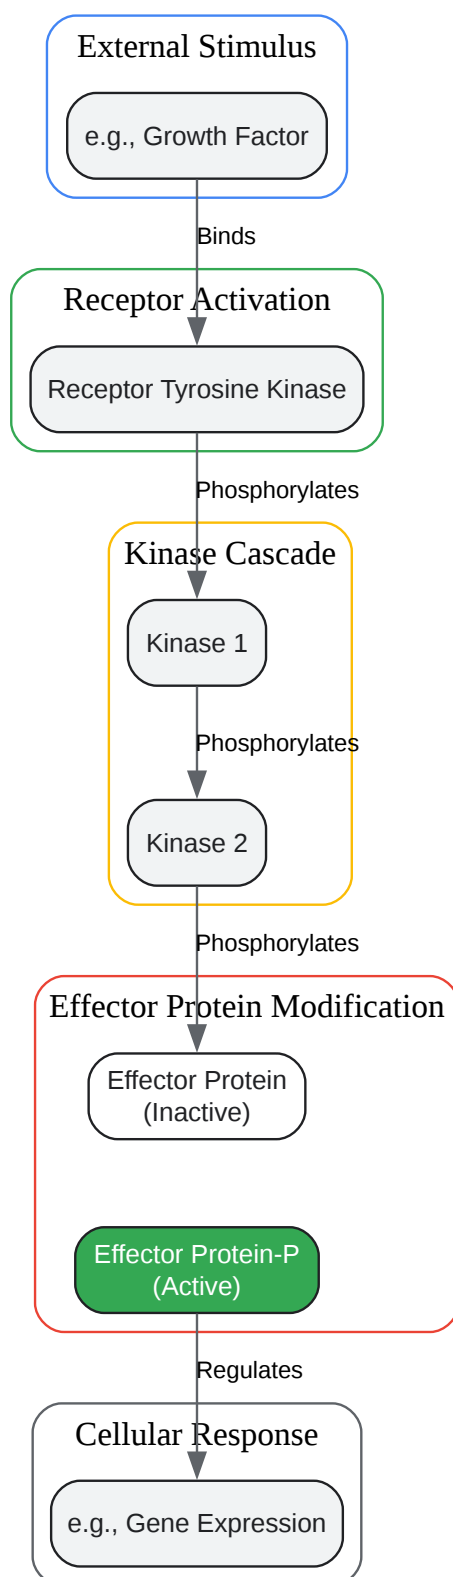 External Stimulus
e.g., Growth Factor
Binds
Receptor Activation
Receptor Tyrosine Kinase
Phosphorylates
Kinase Cascade
Kinase 1
Phosphorylates
Kinase 2
Phosphorylates
Effector Protein Modification
Effector Protein
(Inactive)
Effector Protein-P
(Active)
Regulates
Cellular Response
e.g., Gene Expression